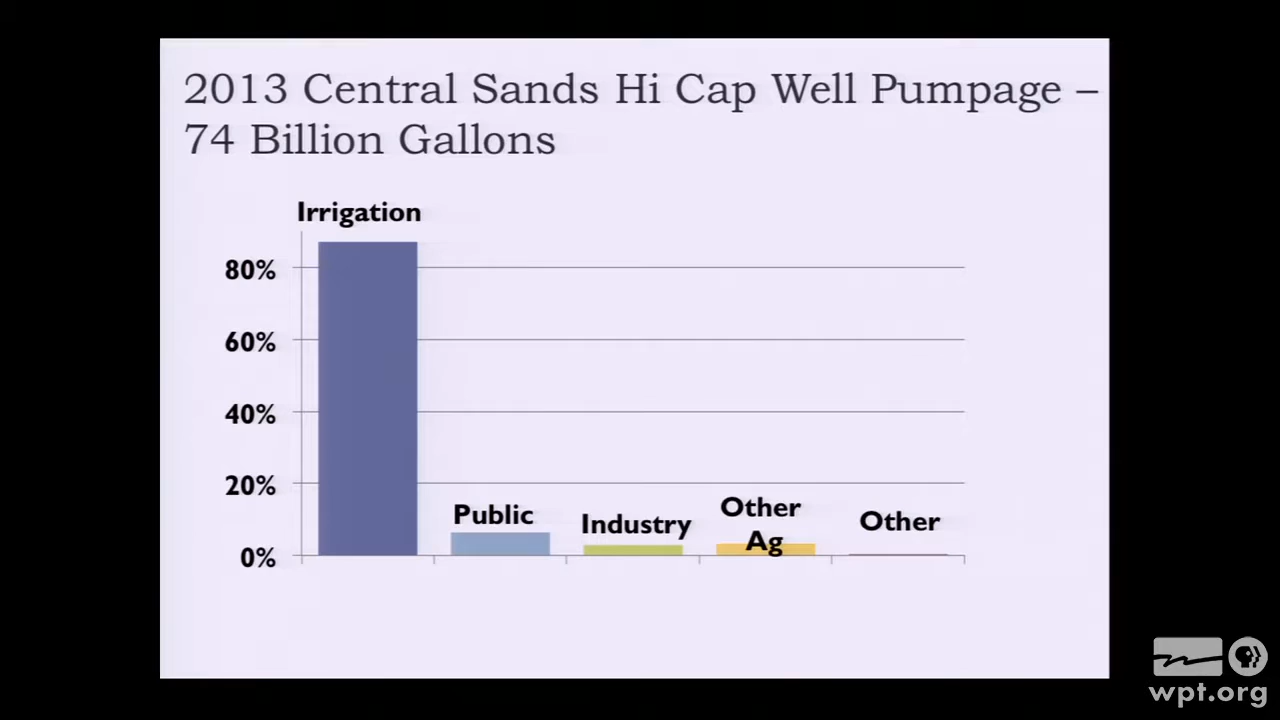 2013 Central Sands Hi Cap Well Pumpage –
74 Billion Gallons
Irrigation
80%
60%
40%
20%
0%
Public
Industry
Other
Ag
Other
wpt.org